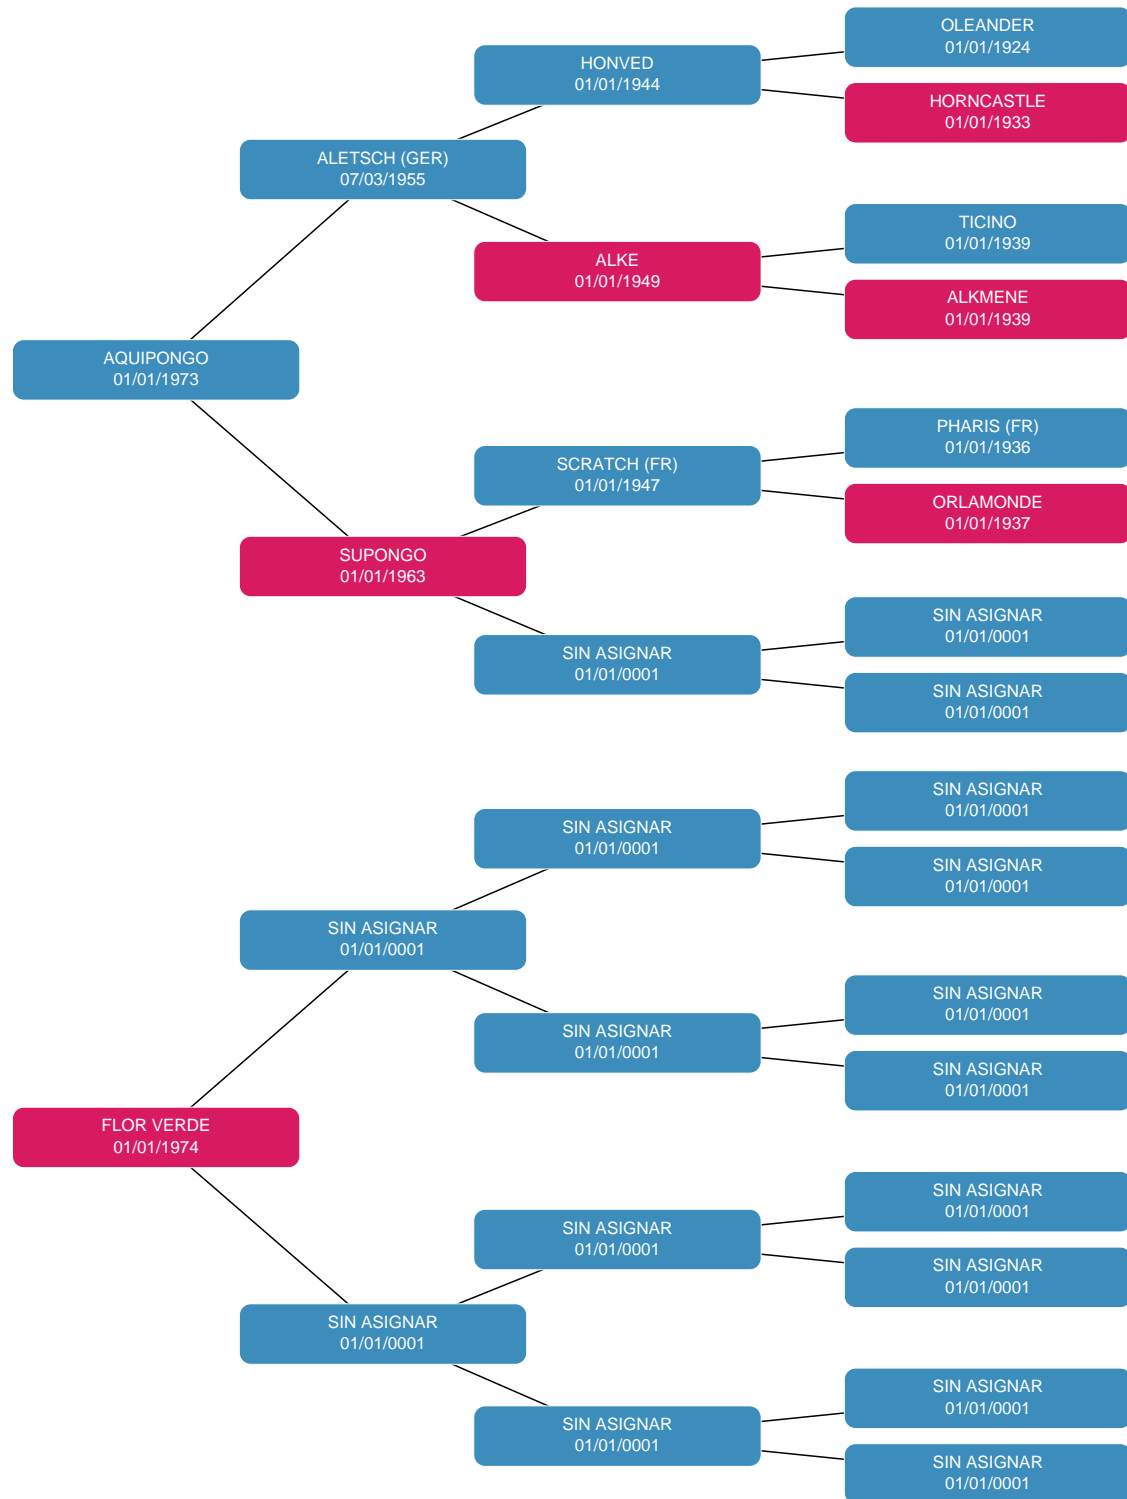 OLEANDER
01/01/1924
HONVED
01/01/1944
HORNCASTLE
01/01/1933
ALETSCH (GER)
07/03/1955
TICINO
01/01/1939
ALKE
01/01/1949
ALKMENE
01/01/1939
AQUIPONGO
01/01/1973
PHARIS (FR)
01/01/1936
SCRATCH (FR)
01/01/1947
ORLAMONDE
01/01/1937
SUPONGO
01/01/1963
SIN ASIGNAR
01/01/0001
SIN ASIGNAR
01/01/0001
SIN ASIGNAR
01/01/0001
SIN ASIGNAR
01/01/0001
SIN ASIGNAR
01/01/0001
SIN ASIGNAR
01/01/0001
SIN ASIGNAR
01/01/0001
SIN ASIGNAR
01/01/0001
SIN ASIGNAR
01/01/0001
SIN ASIGNAR
01/01/0001
FLOR VERDE
01/01/1974
SIN ASIGNAR
01/01/0001
SIN ASIGNAR
01/01/0001
SIN ASIGNAR
01/01/0001
SIN ASIGNAR
01/01/0001
SIN ASIGNAR
01/01/0001
SIN ASIGNAR
01/01/0001
SIN ASIGNAR
01/01/0001